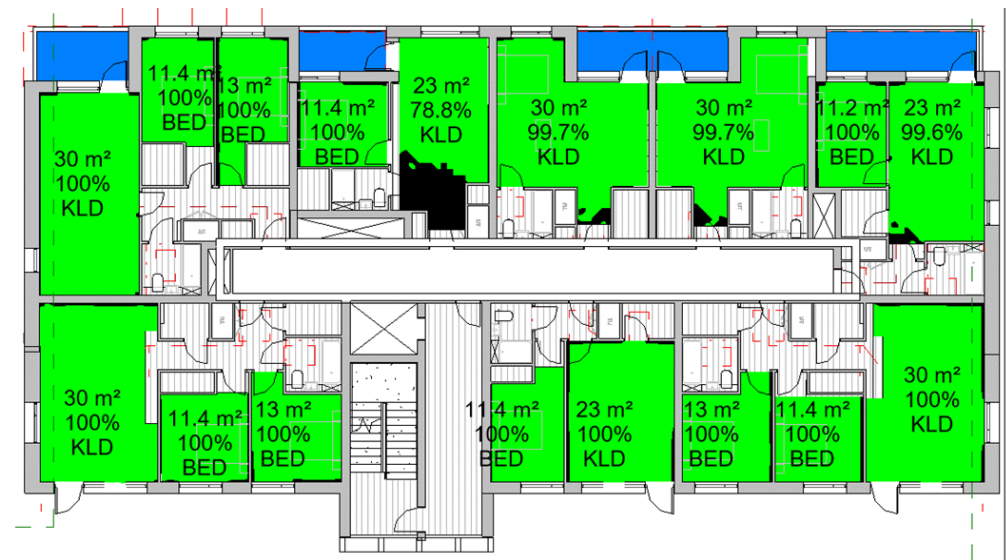 11.4 m²
100%
BED
13 m²
100%
BED
11.4 m²
100%
BED
23 m²
78.8%
KLD
30 m²
99.7%
KLD
30 m²
99.7%
KLD
11.2 m²
100%
BED
23 m²
99.6%
KLD
30 m²
100%
KLD
30 m²
100%
KLD
11.4 m²
100%
BED
13 m²
100%
BED
11.4 m²
100%
BED
23 m²
100%
KLD
13 m²
100%
BED
11.4 m²
100%
BED
30 m²
100%
KLD